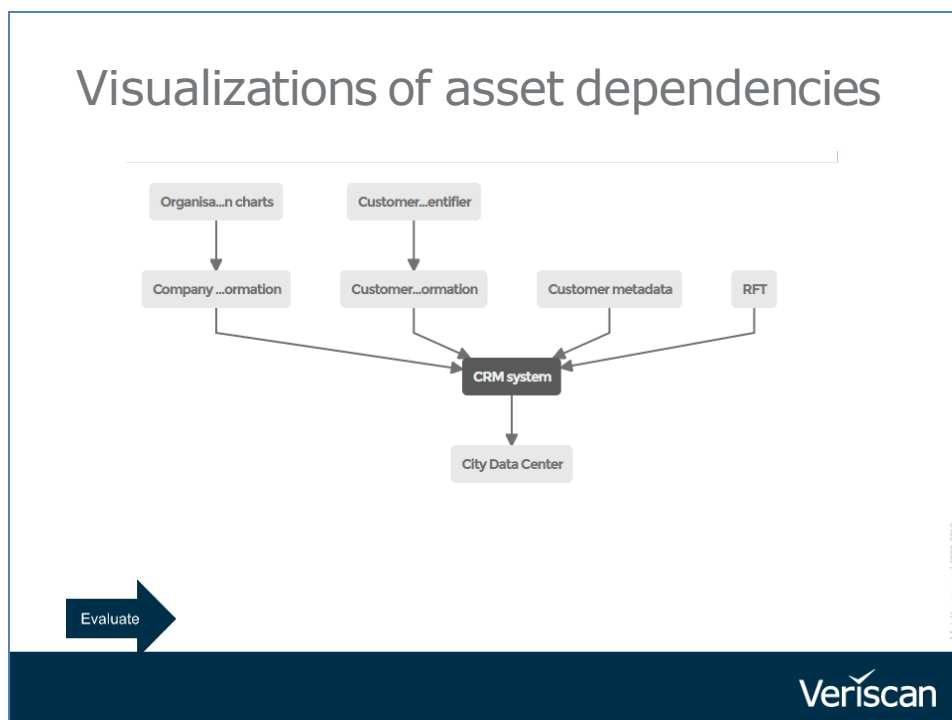 Visualizations of asset dependencies
Organisa...n charts
Customer...entifier
Company ...ormation
Customer...ormation
Customer metadata
RFT
CRM system
City Data Center
Evaluate
Veriscan